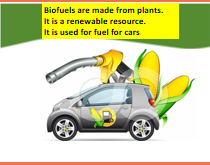 Biofuels are made from plants.
It is a renewable resource.
It is used for fuel for cars